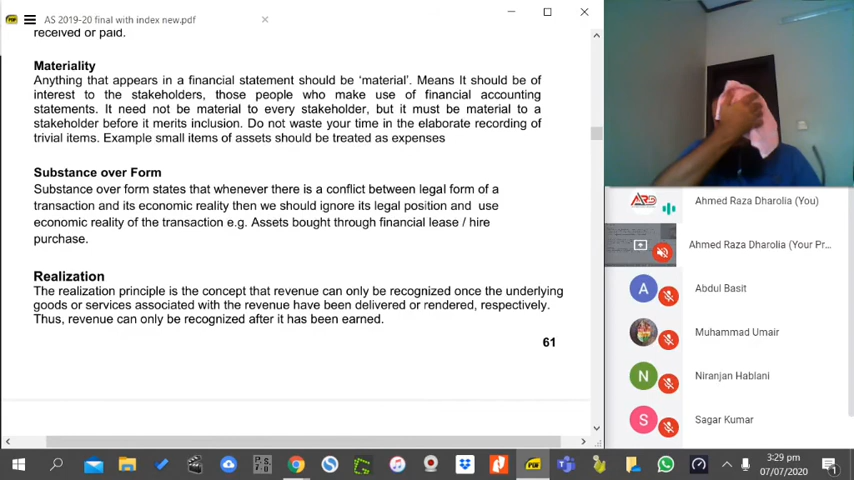 AS 2019-20 final with index new.pdf
received or paid.
Materiality
Anything that appears in a financial statement should be ‘material’. Means It should be of
interest to the stakeholders, those people who make use of financial accounting
statements. It need not be material to every stakeholder, but it must be material to a
stakeholder before it merits inclusion. Do not waste your time in the elaborate recording of
trivial items. Example small items of assets should be treated as expenses
Substance over Form
Substance over form states that whenever there is a conflict between legal form of a
transaction and its economic reality then we should ignore its legal position and use
economic reality of the transaction e.g. Assets bought through financial lease / hire
purchase.
Realization
The realization principle is the concept that revenue can only be recognized once the underlying
goods or services associated with the revenue have been delivered or rendered, respectively.
Thus, revenue can only be recognized after it has been earned.
61
ARD
Ahmed Raza Dharolia (You)
Ahmed Raza Dharolia (Your Pr...
A
Abdul Basit
Muhammad Umair
N
Niranjan Hablani
S
Sagar Kumar
3:29 pm
07/07/2020
1